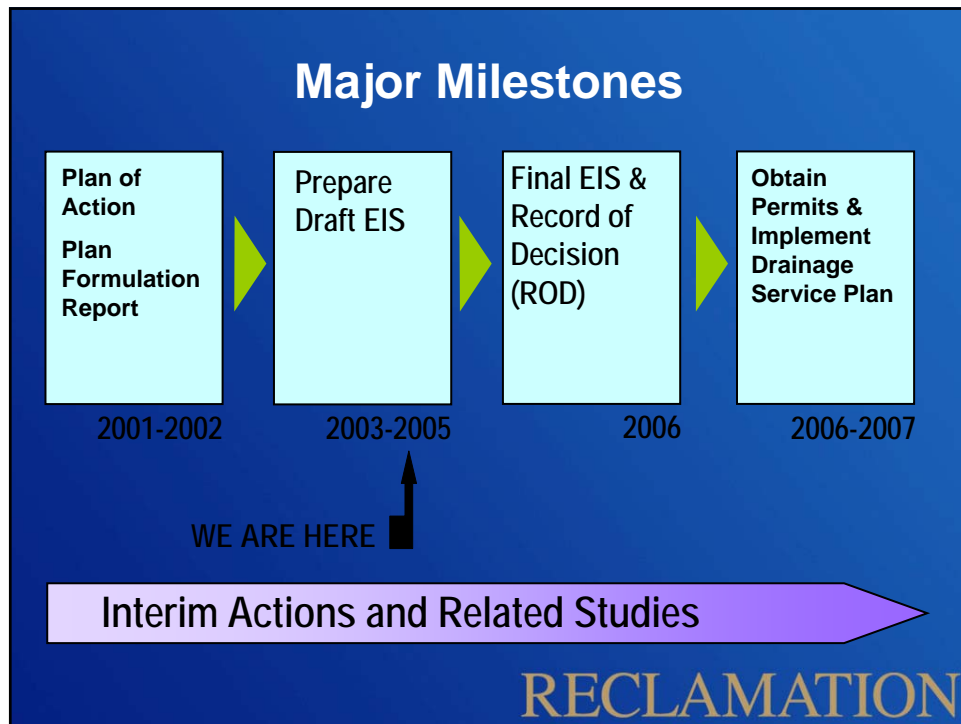 Major Milestones
Plan of
Action
Plan
Formulation
Report
2001-2002
Prepare
Draft EIS
2003-2005
Final EIS &
Record of
Decision
(ROD)
2006
Obtain
Permits &
Implement
Drainage
Service Plan
2006-2007
WE ARE HERE
Interim Actions and Related Studies
RECLAMATION